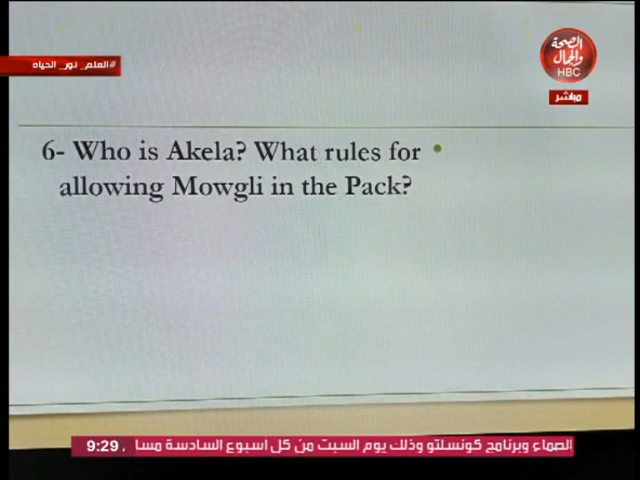 #العلم_نور_الحياه
الصحة
والجمال
HBC
مباشر
6- Who is Akela? What rules for •
allowing Mowgli in the Pack?
الصماء وبرنامج كونسلتو وذلك يوم السبت من كل اسبوع السادسة مسا
9:29